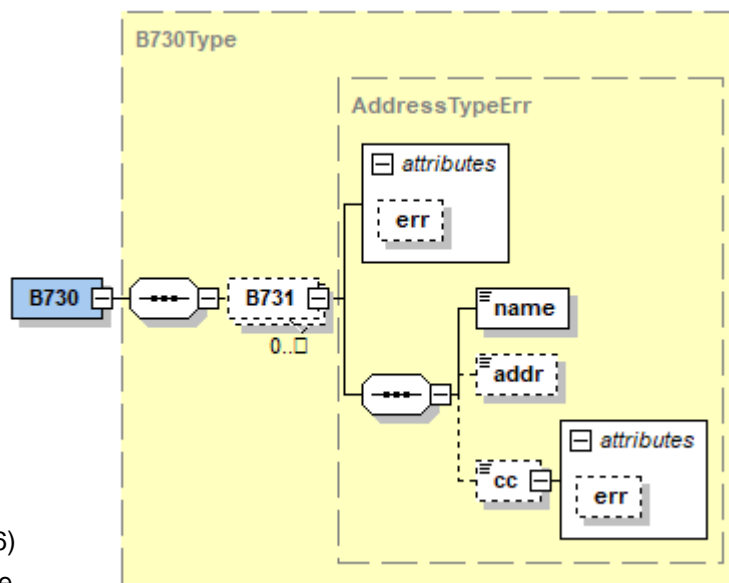 B730Type
AddressTypeErr
attributes
err
B730
B731
0..□
name
addr
attributes
cc
err
6)
e